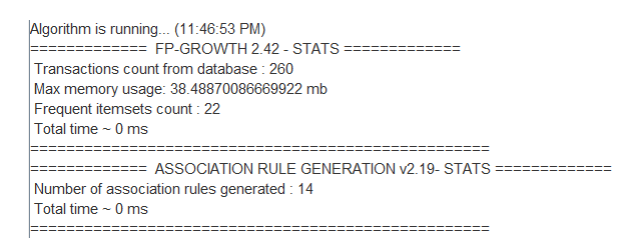 Algorithm is running... (11:46:53 PM)
============= FP-GROWTH 2.42 - STATS =============
Transactions count from database : 260
Max memory usage: 38.48870086669922 mb
Frequent itemsets count : 22
Total time ~ 0 ms
===================================================
============= ASSOCIATION RULE GENERATION v2.19- STATS =============
Number of association rules generated : 14
Total time ~ 0 ms
===================================================